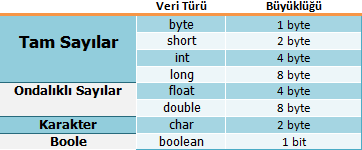 Veri Türü Büyüklüğü
Tam Sayılar byte 1 byte
short 2 byte
int 4 byte
long 8 byte
Ondalıklı Sayılar float 4 byte
double 8 byte
Karakter char 2 byte
Boole boolean 1 bit